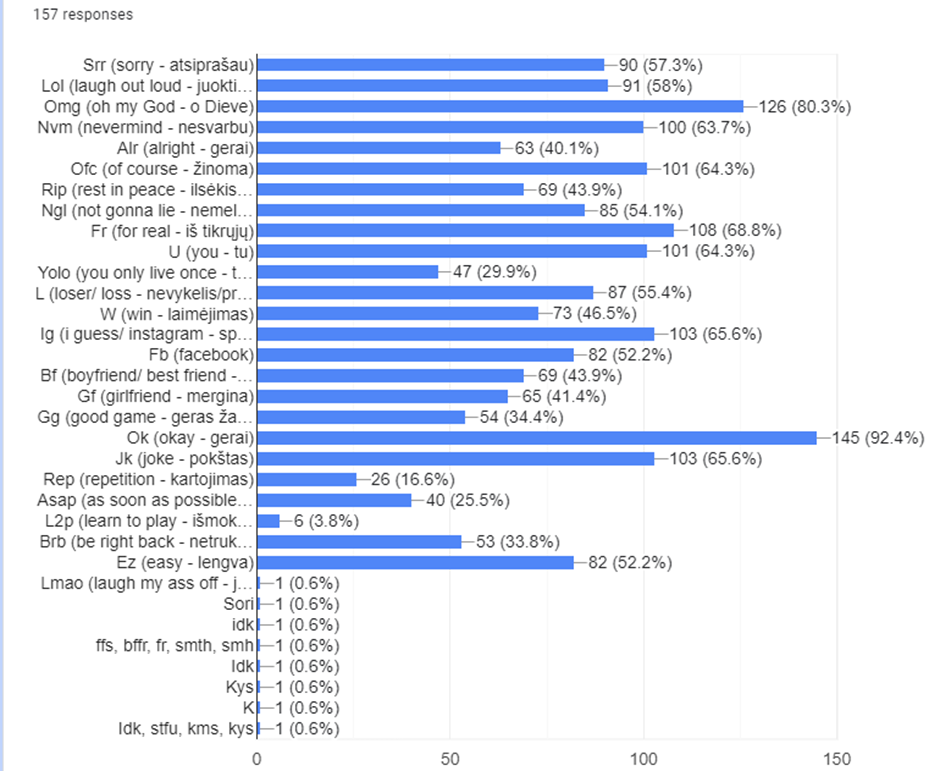 157 responses
Srr (sorry - atsiprašau) 90 (57.3%)
Lol (laugh out loud - juokti... 91 (58%)
Omg (oh my God - o Dieve) 126 (80.3%)
Nvm (nevermind - nesvarbu) 100 (63.7%)
Alr (alright - gerai) 63 (40.1%)
Ofc (of course - žinoma) 101 (64.3%)
Rip (rest in peace - ilsėkis... 69 (43.9%)
Ngl (not gonna lie - nemel... 85 (54.1%)
Fr (for real - iš tikrųjų) 108 (68.8%)
U (you - tu) 101 (64.3%)
Yolo (you only live once - t... 47 (29.9%)
L (loser/ loss - nevykelis/pr... 87 (55.4%)
W (win - laimėjimas) 73 (46.5%)
Ig (i guess/ instagram - sp... 103 (65.6%)
Fb (facebook) 82 (52.2%)
Bf (boyfriend/ best friend -... 69 (43.9%)
Gf (girlfriend - mergina) 65 (41.4%)
Gg (good game - geras ža... 54 (34.4%)
Ok (okay - gerai) 145 (92.4%)
Jk (joke - pokštas) 103 (65.6%)
Rep (repetition - kartojimas) 26 (16.6%)
Asap (as soon as possible... 40 (25.5%)
L2p (learn to play - išmok... 6 (3.8%)
Brb (be right back - netruk... 53 (33.8%)
Ez (easy - lengva) 82 (52.2%)
Lmao (laugh my ass off - j... 1 (0.6%)
Sori 1 (0.6%)
idk 1 (0.6%)
ffs, bffr, fr, smth, smh 1 (0.6%)
Idk 1 (0.6%)
Kys 1 (0.6%)
K 1 (0.6%)
Idk, stfu, kms, kys 1 (0.6%)
0 50 100 150